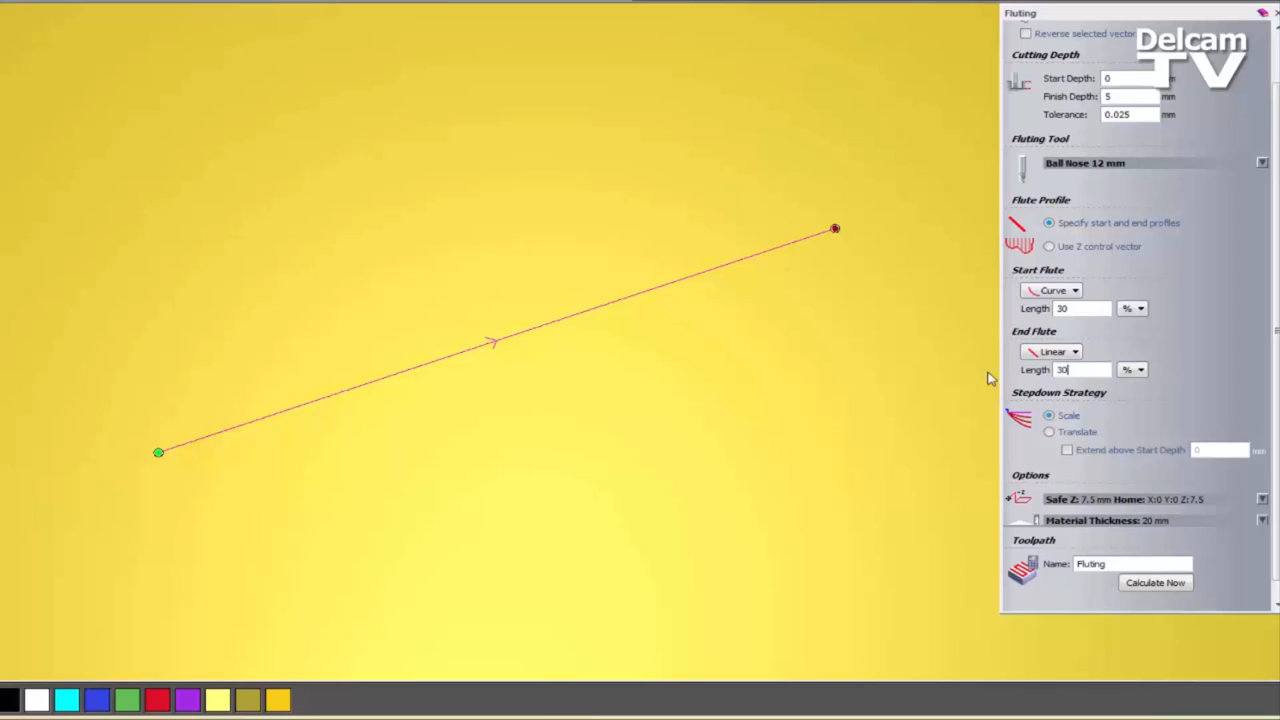 Fluting
Reverse selected vector
Delcam
TV
Cutting Depth
Start Depth: 0
Finish Depth: 5 mm
Tolerance: 0.025 mm
Fluting Tool
Ball Nose 12 mm
Flute Profile
Specify start and end profiles
Use Z control vector
Start Flute
Curve
Length 30 %
End Flute
Linear
Length 30 %
Stepdown Strategy
Scale
Translate
Extend above Start Depth 0 mm
Options
Safe Z: 7.5 mm Home: X:0 Y:0 Z:7.5
Material Thickness: 20 mm
Toolpath
Name: Fluting
Calculate Now